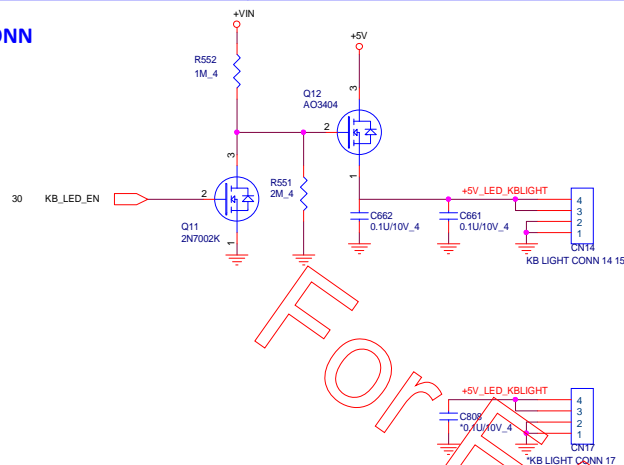 ONN
+VIN
+5V
R552
1M_4
Q12
AO3404
3
2
3
R551
2M_4
1
30 KB_LED_EN
2
Q11
2N7002K
1
+5V_LED_KBLIGHT
C662
0.1U/10V_4
C661
0.1U/10V_4
4
3
2
1
CN14
KB LIGHT CONN 14 15
For
+5V_LED_KBLIGHT
C808
*0.1U/10V_4
4
3
2
1
CN17
*KB LIGHT CONN 17